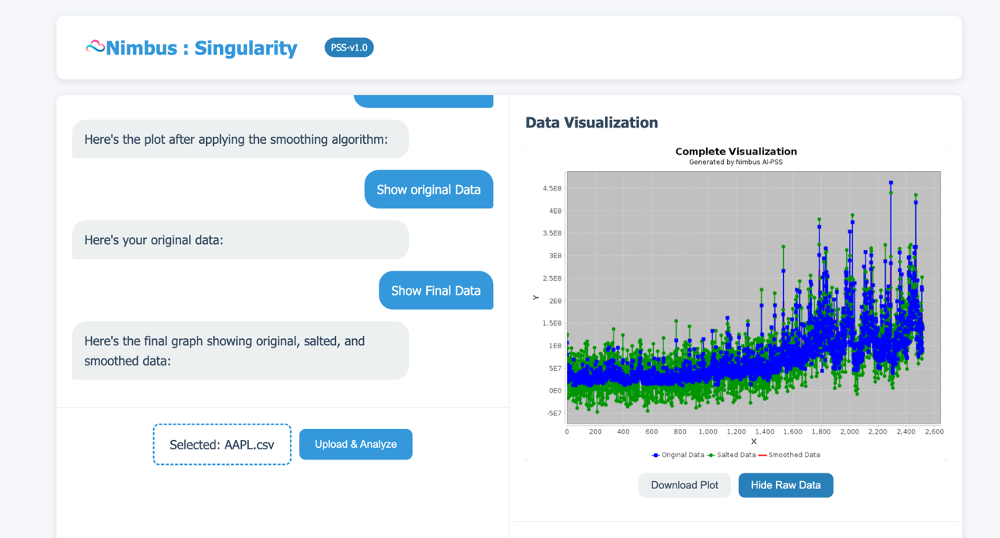 Nimbus : Singularity
PSS-v1.0
Here's the plot after applying the smoothing algorithm:
Show original Data
Here's your original data:
Show Final Data
Here's the final graph showing original, salted, and
smoothed data:
Selected: AAPL.csv
Upload & Analyze
Data Visualization
Complete Visualization
Generated by Nimbus AI-PSS
Y
4.5E8
4E8
3.5E8
3E8
2.5E8
2E8
1.5E8
1E8
5E7
0E0
-5E7
0 200 400 600 800 1,000 1,200 1,400 1,600 1,800 2,000 2,200 2,400 2,600
X
Original Data Salted Data Smoothed Data
Download Plot
Hide Raw Data